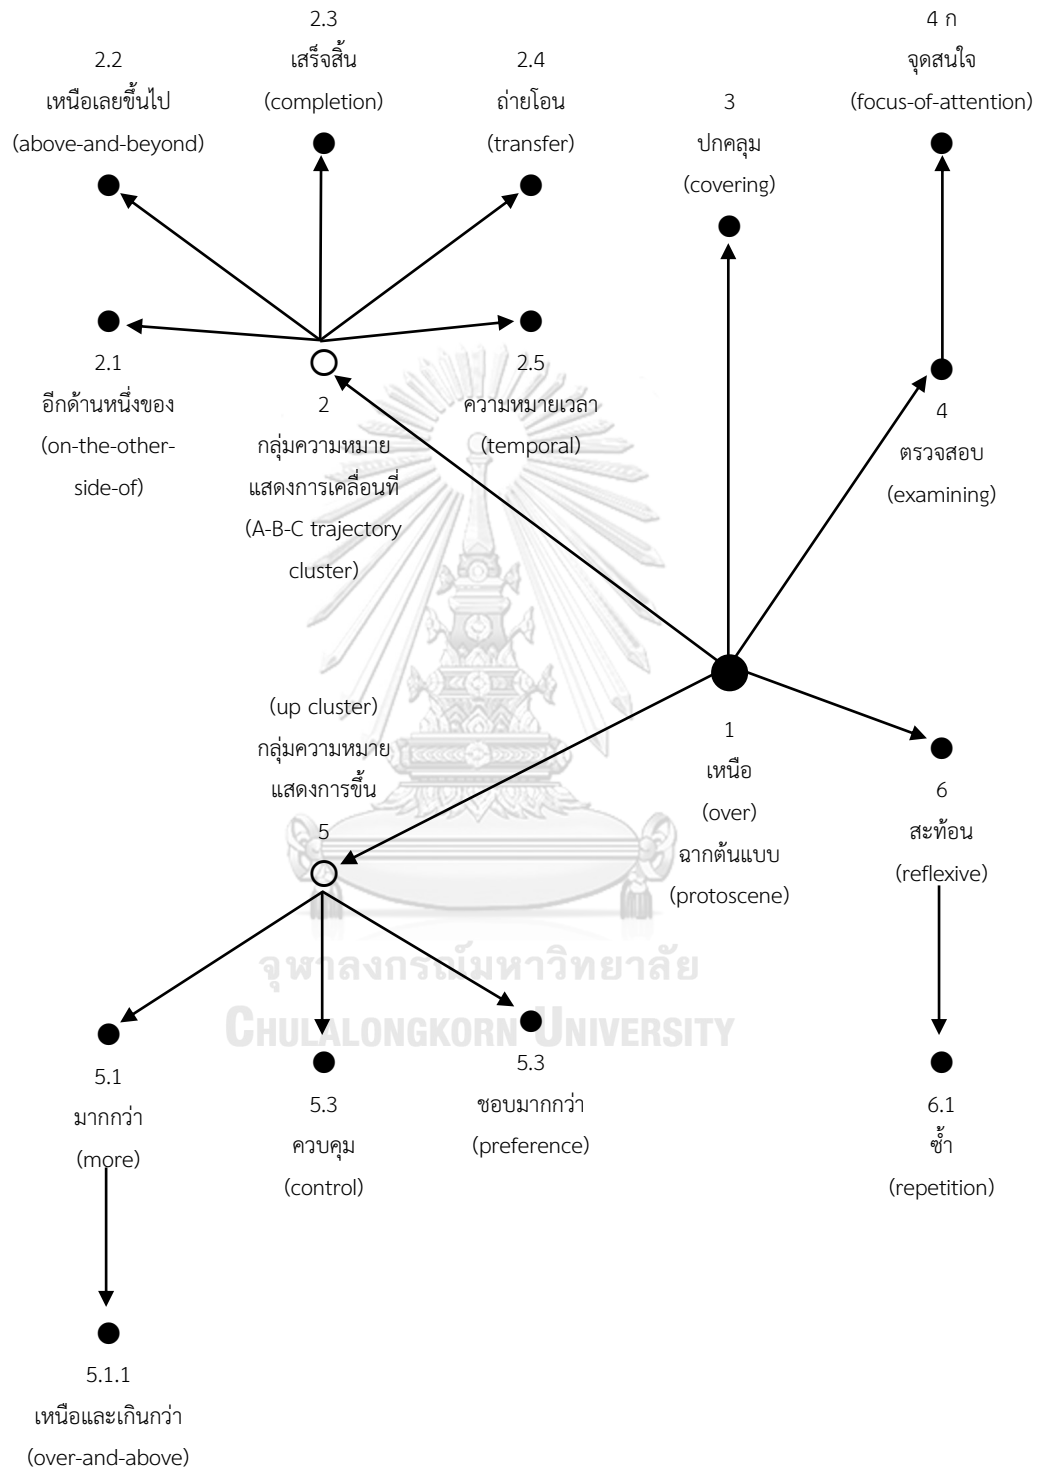 2.3
เสร็จสิ้น
(completion)
2.2
เหนือเลยขึ้นไป
(above-and-beyond)
2.4
ถ่ายโอน
(transfer)
3
ปกคลุม
(covering)
4 ก
จุดสนใจ
(focus-of-attention)
2.1
อีกด้านหนึ่งของ
(on-the-other-
side-of)
2
กลุ่มความหมาย
แสดงการเคลื่อนที่
(A-B-C trajectory
cluster)
2.5
ความหมายเวลา
(temporal)
4
ตรวจสอบ
(examining)
(up cluster)
กลุ่มความหมาย
แสดงการขึ้น
5
1
เหนือ
(over)
ฉากต้นแบบ
(protoscene)
6
สะท้อน
(reflexive)
จุฬาลงกรณ์มหาวิทยาลัย
CHULALONGKORN UNIVERSITY
5.1
มากกว่า
(more)
5.3
ควบคุม
(control)
5.3
ชอบมากกว่า
(preference)
6.1
ซ้ำ
(repetition)
5.1.1
เหนือและเกินกว่า
(over-and-above)